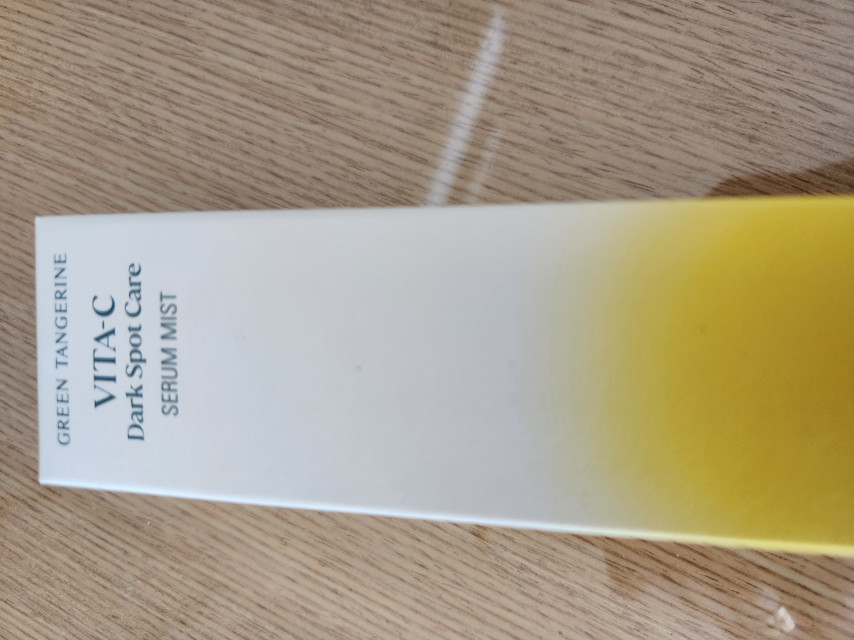 GREEN TANGERINE
VITA-C
Dark Spot Care
SERUM MIST